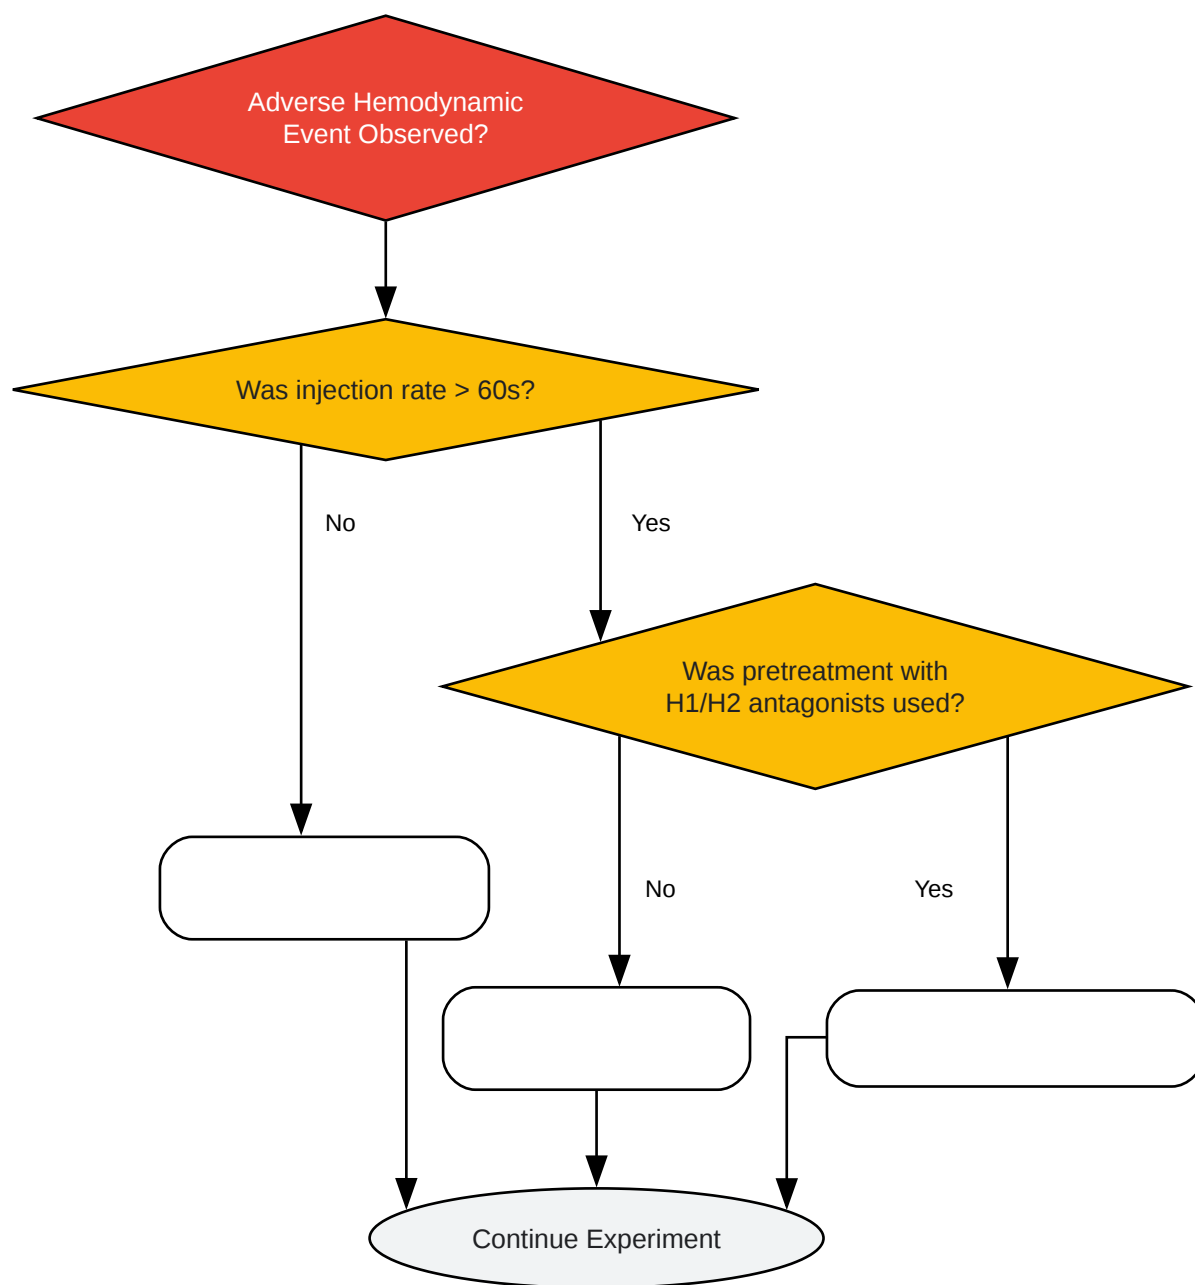 Adverse Hemodynamic
Event Observed?
Was injection rate > 60s?
No
Yes
Was pretreatment with
H1/H2 antagonists used?
No
Yes
Continue Experiment